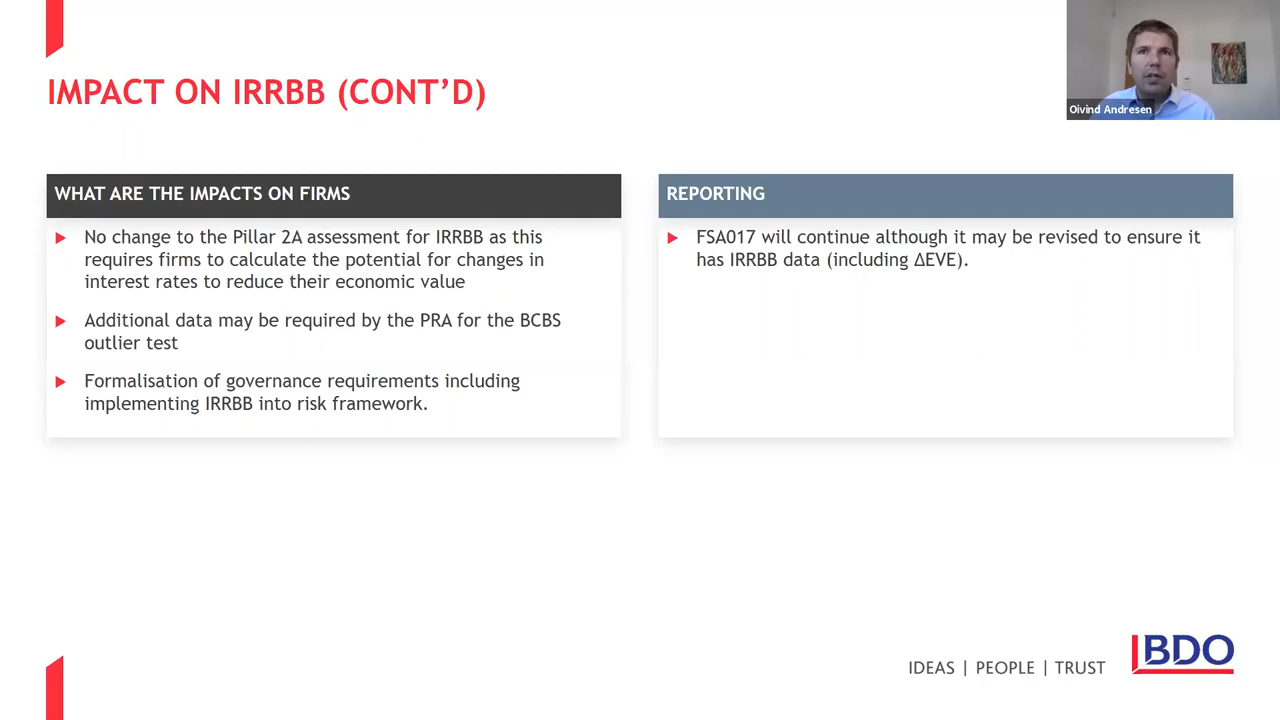 IMPACT ON IRRBB (CONT’D)
Oivind Andresen
WHAT ARE THE IMPACTS ON FIRMS
No change to the Pillar 2A assessment for IRRBB as this
requires firms to calculate the potential for changes in
interest rates to reduce their economic value
Additional data may be required by the PRA for the BCBS
outlier test
Formalisation of governance requirements including
implementing IRRBB into risk framework.
REPORTING
FSA017 will continue although it may be revised to ensure it
has IRRBB data (including ΔEVE).
IDEAS | PEOPLE | TRUST
BDO